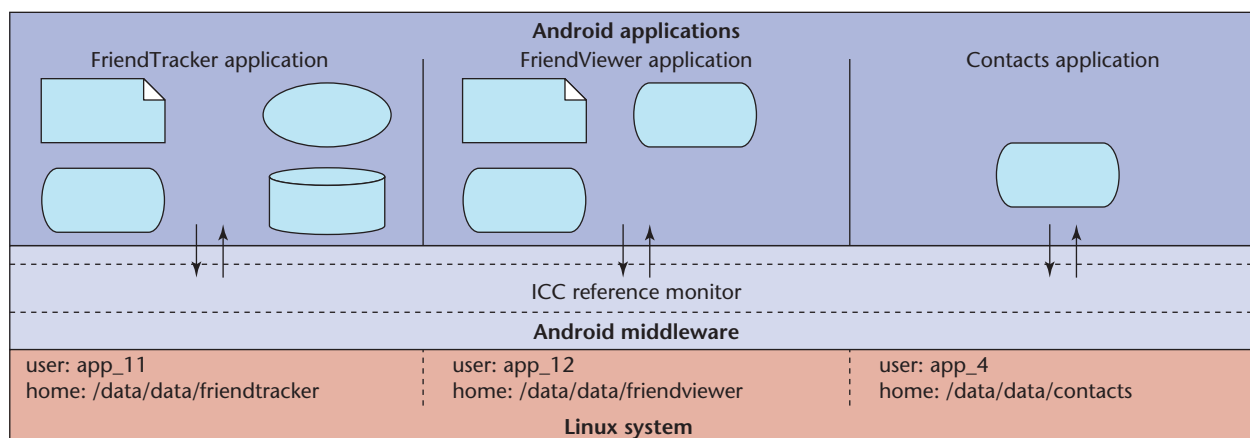 Android applications
FriendTracker application
FriendViewer application
Contacts application
ICC reference monitor
Android middleware
user: app_11
home: /data/data/friendtracker
user: app_12
home: /data/data/friendviewer
user: app_4
home: /data/data/contacts
Linux system